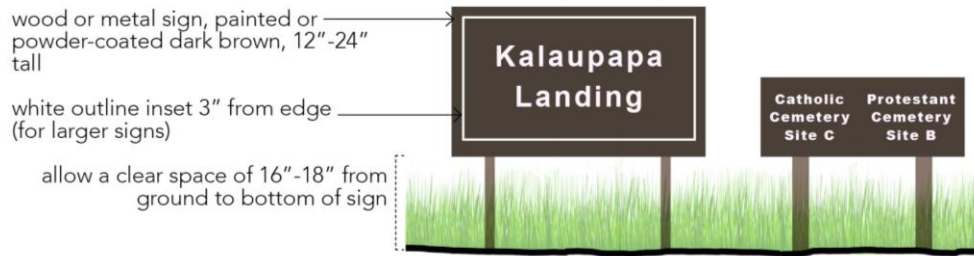 wood or metal sign, painted or
powder-coated dark brown, 12”-24”
tall
white outline inset 3” from edge
(for larger signs)
allow a clear space of 16”-18” from
ground to bottom of sign
Kalaupapa
Landing
Catholic
Cemetery
Site C
Protestant
Cemetery
Site B